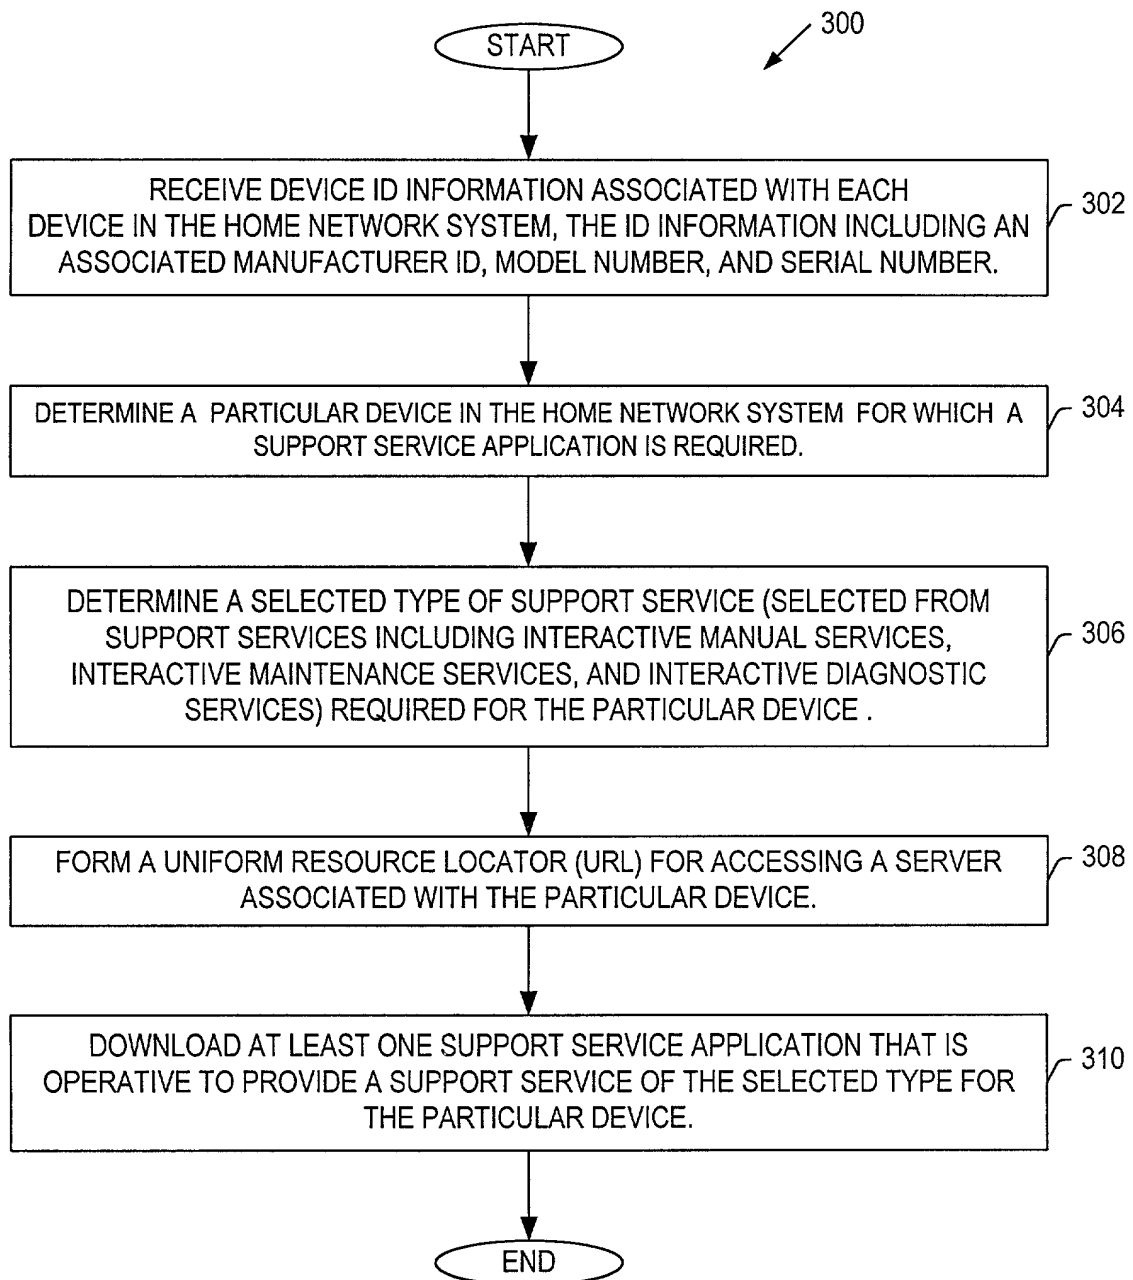 START
300
RECEIVE DEVICE ID INFORMATION ASSOCIATED WITH EACH
DEVICE IN THE HOME NETWORK SYSTEM, THE ID INFORMATION INCLUDING AN
ASSOCIATED MANUFACTURER ID, MODEL NUMBER, AND SERIAL NUMBER.
302
DETERMINE A PARTICULAR DEVICE IN THE HOME NETWORK SYSTEM FOR WHICH A
SUPPORT SERVICE APPLICATION IS REQUIRED.
304
DETERMINE A SELECTED TYPE OF SUPPORT SERVICE (SELECTED FROM
SUPPORT SERVICES INCLUDING INTERACTIVE MANUAL SERVICES,
INTERACTIVE MAINTENANCE SERVICES, AND INTERACTIVE DIAGNOSTIC
SERVICES) REQUIRED FOR THE PARTICULAR DEVICE .
306
FORM A UNIFORM RESOURCE LOCATOR (URL) FOR ACCESSING A SERVER
ASSOCIATED WITH THE PARTICULAR DEVICE.
308
DOWNLOAD AT LEAST ONE SUPPORT SERVICE APPLICATION THAT IS
OPERATIVE TO PROVIDE A SUPPORT SERVICE OF THE SELECTED TYPE FOR
THE PARTICULAR DEVICE.
310
END